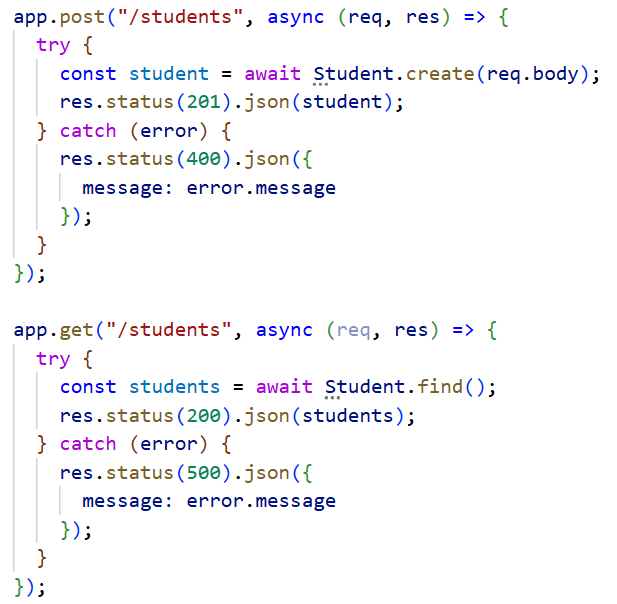 app.post("/students", async (req, res) => {
  try {
    const student = await Student.create(req.body);
    res.status(201).json(student);
  } catch (error) {
    res.status(400).json({
      message: error.message
    });
  }
});

app.get("/students", async (req, res) => {
  try {
    const students = await Student.find();
    res.status(200).json(students);
  } catch (error) {
    res.status(500).json({
      message: error.message
    });
  }
});